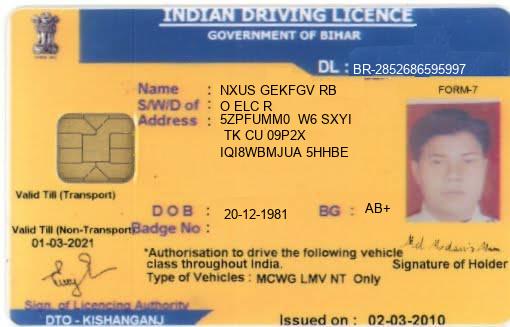 INDIAN DRIVING LICENCE
GOVERNMENT OF BIHAR
DL : BR-2852686595997
Name : NXUS GEKFGV RB
FORM-7
S/W/D of : O ELC R
Address : 5ZPFUMM0 W6 SXYI
TK CU 09P2X
IQI8WBMJUA 5HHBE
Valid Till (Transport)
DOB : 20-12-1981 BG : AB+
Valid Till (Non-Transport)
Badge No :
01-03-2021
*Authorisation to drive the following vehicle
class throughout India.
Signature of Holder
Type of Vehicles : MCWG LMV NT Only
Sign. of Licencing Authority
DTO - KISHANGANJ
Issued on : 02-03-2010